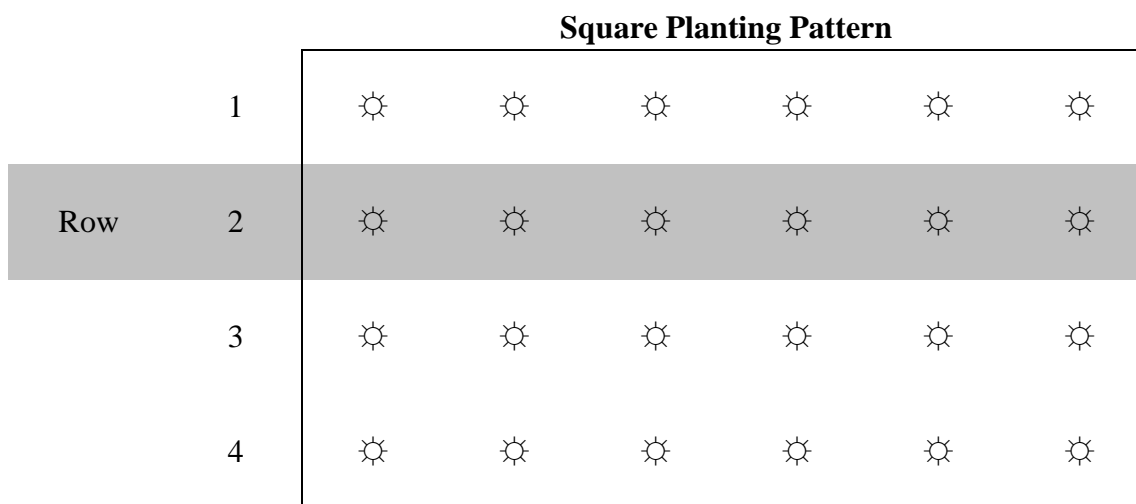 Square Planting Pattern
1 ☼ ☼ ☼ ☼ ☼ ☼
Row 2 ☼ ☼ ☼ ☼ ☼ ☼
3 ☼ ☼ ☼ ☼ ☼ ☼
4 ☼ ☼ ☼ ☼ ☼ ☼